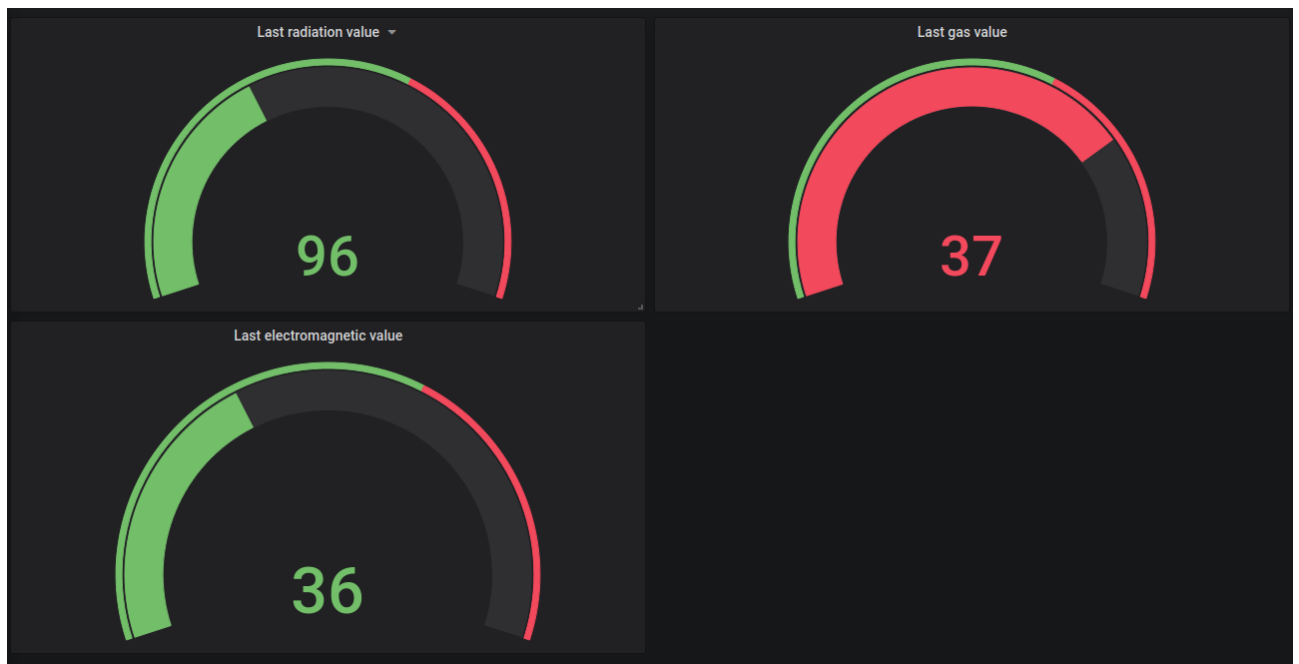 Last radiation value
96
Last gas value
37
Last electromagnetic value
36